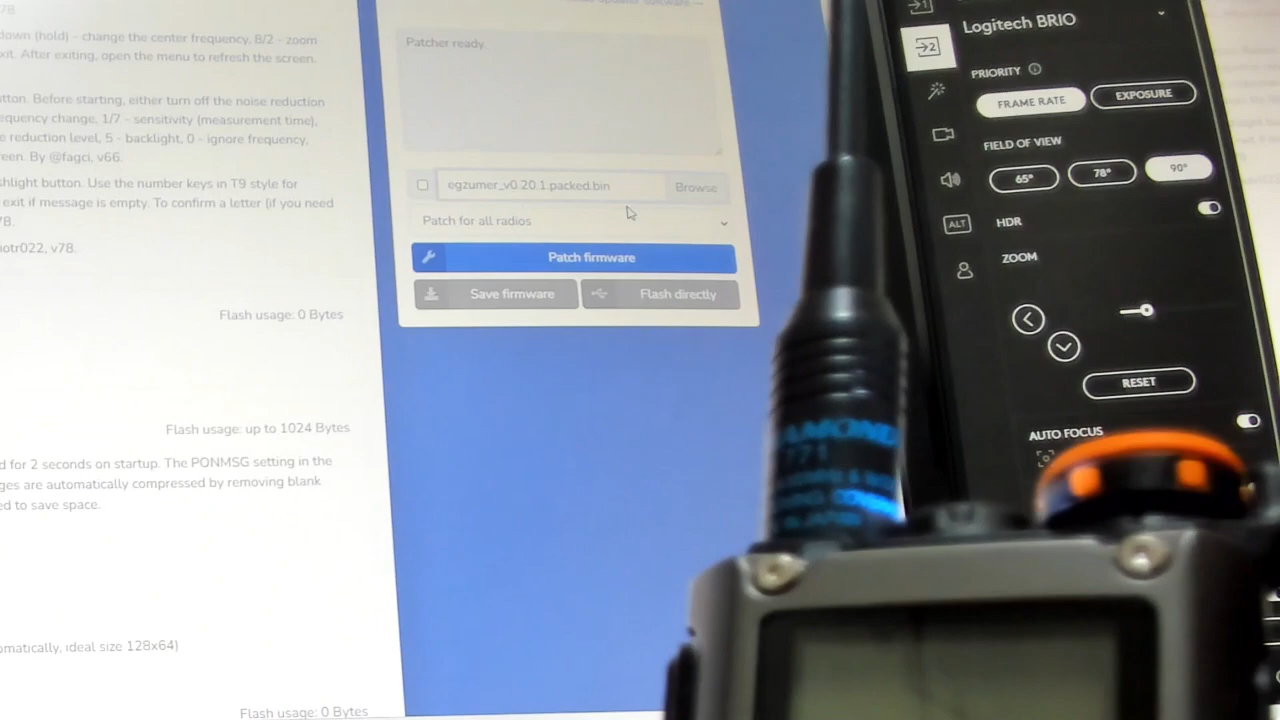 78.
down (hold) - change the center frequency. 8/2 - zoom
xit. After exiting, open the menu to refresh the screen.
tton. Before starting, either turn off the noise reduction
equency change, 1/7 - sensitivity (measurement time),
e reduction level, 5 - backlight, 0 - ignore frequency,
reen. By @fagci, v66.
shlight button. Use the number keys in T9 style for
exit if message is empty. To confirm a letter (if you need
78.
iotr022, v78.
Flash usage: 0 Bytes
Flash usage: up to 1024 Bytes
d for 2 seconds on startup. The PONMSG setting in the
ges are automatically compressed by removing blank
ed to save space.
omatically, ideal size 128x64)
Flash usage: 0 Bytes
Patcher ready.
egzumer_v0.20.1.packed.bin
Browse
Patch for all radios
Patch firmware
Save firmware
Flash directly
Logitech BRIO
PRIORITY
FRAME RATE
EXPOSURE
FIELD OF VIEW
65°
78°
90°
ALT
HDR
ZOOM
RESET
AUTO FOCUS
AMOND
771